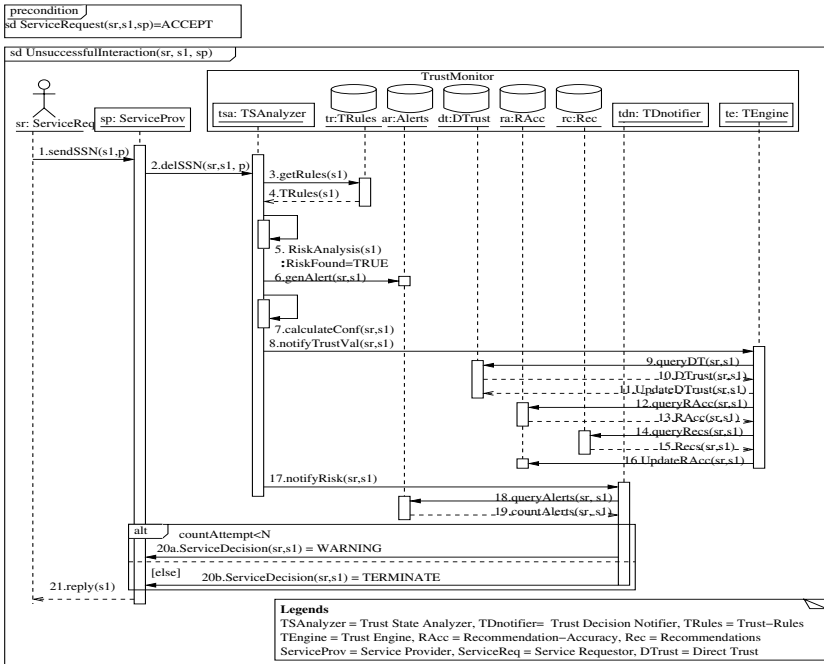 precondition
sd ServiceRequest(sr,s1,sp)=ACCEPT
sd UnsuccessfulInteraction(sr, s1, sp)
TrustMonitor
sr: ServiceReq
sp: ServiceProv
tsa: TSAnalyzer
tr:TRules
ar:Alerts
dt:DTrust
ra:RAcc
rc:Rec
tdn: TDnotifier
te: TEngine
1.sendSSN(s1,p)
2.delSSN(sr,s1, p)
3.getRules(s1)
4.TRules(s1)
5. RiskAnalysis(s1)
:RiskFound=TRUE
6.genAlert(sr,s1)
7.calculateConf(sr,s1)
8.notifyTrustVal(sr,s1)
9.queryDT(sr,s1)
10.DTrust(sr,s1)
11.UpdateDTrust(sr,s1)
12.queryRAcc(sr,s1)
13.RAcc(sr,s1)
14.queryRecs(sr,s1)
15.Recs(sr,s1)
16.UpdateRAcc(sr,s1)
17.notifyRisk(sr,s1)
18.queryAlerts(sr, s1)
19.countAlerts(sr, s1)
alt
countAttempt<N
20a.ServiceDecision(sr,s1) = WARNING
[else]
20b.ServiceDecision(sr,s1) = TERMINATE
21.reply(s1)
Legends
TSAnalyzer = Trust State Analyzer, TDnotifier= Trust Decision Notifier, TRules = Trust−Rules
TEngine = Trust Engine, RAcc = Recommendation−Accuracy, Rec = Recommendations
ServiceProv = Service Provider, ServiceReq = Service Requestor, DTrust = Direct Trust